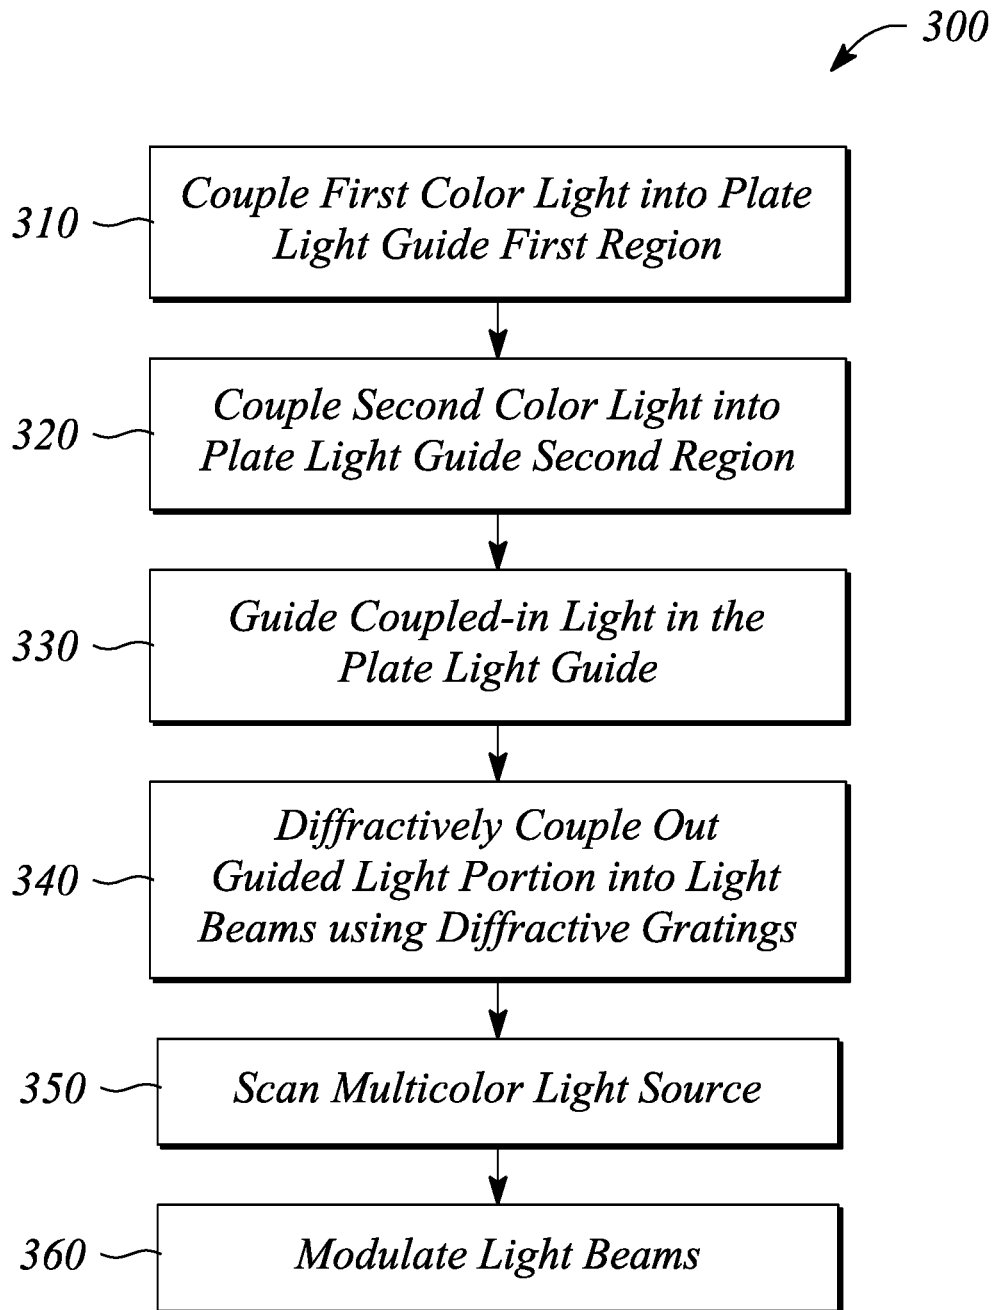 300
310
Couple First Color Light into Plate
Light Guide First Region
320
Couple Second Color Light into
Plate Light Guide Second Region
330
Guide Coupled-in Light in the
Plate Light Guide
340
Diffractively Couple Out
Guided Light Portion into Light
Beams using Diffractive Gratings
350
Scan Multicolor Light Source
360
Modulate Light Beams